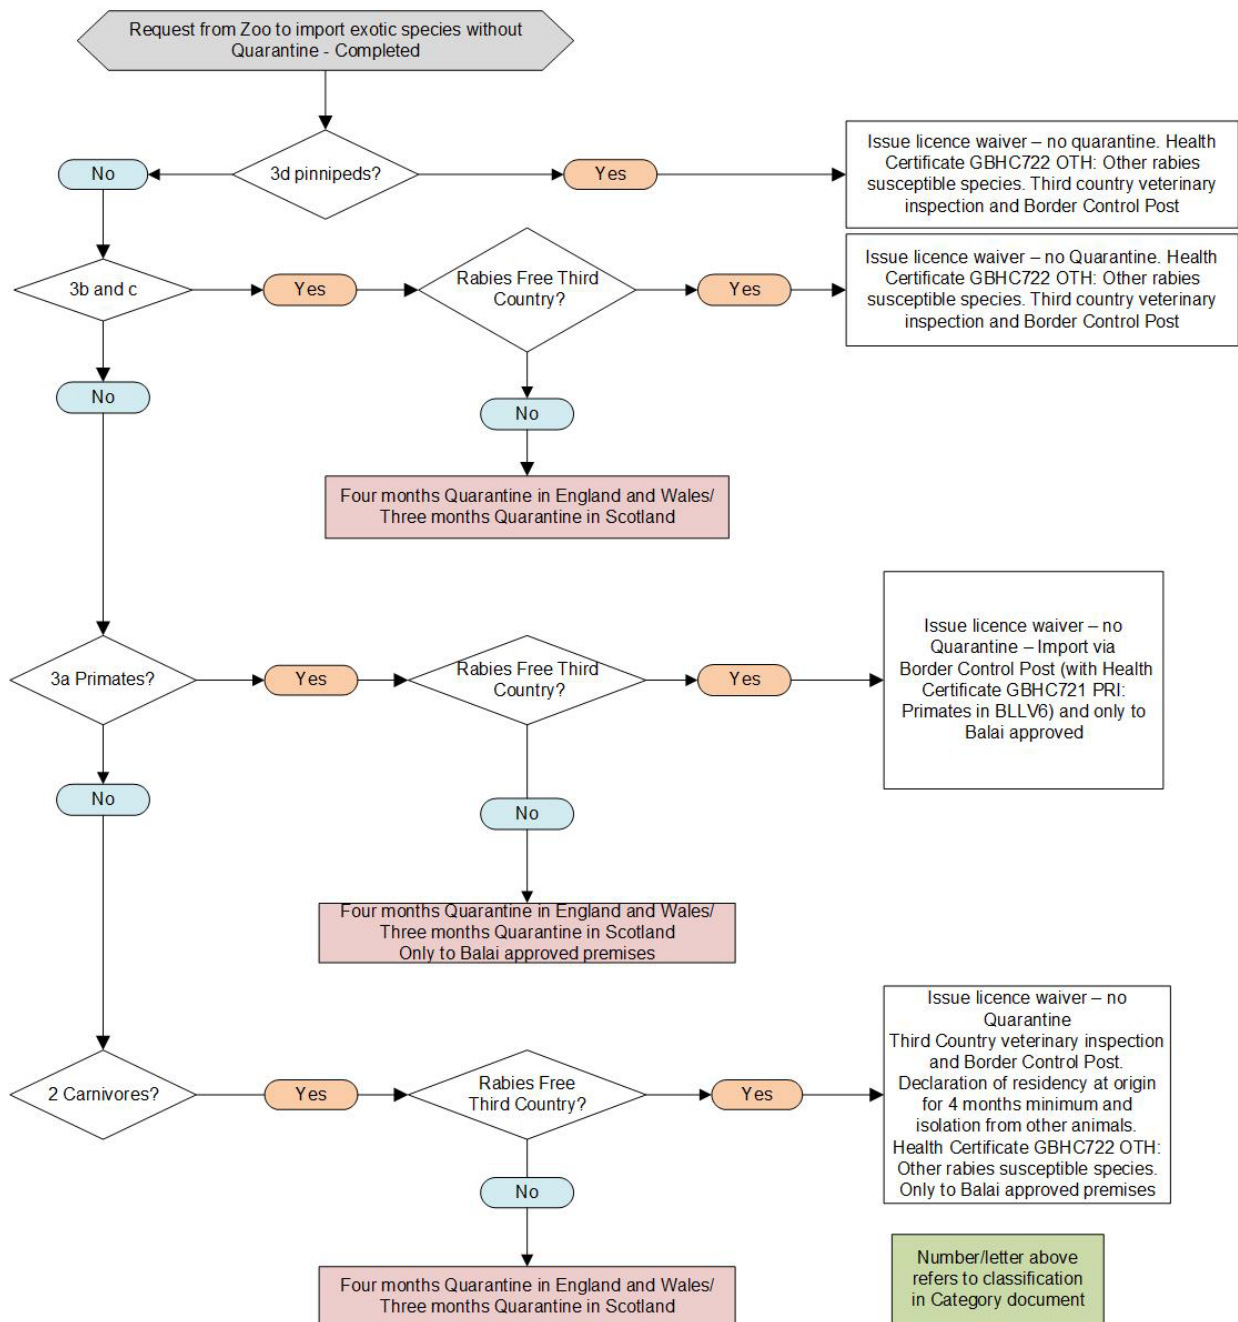 Request from Zoo to import exotic species without
Quarantine - Completed
No
3d pinnipeds?
Yes
Issue licence waiver – no quarantine. Health
Certificate GBHC722 OTH: Other rabies
susceptible species. Third country veterinary
inspection and Border Control Post
3b and c
Yes
Rabies Free Third
Country?
Yes
Issue licence waiver – no Quarantine. Health
Certificate GBHC722 OTH: Other rabies
susceptible species. Third country veterinary
inspection and Border Control Post
No
No
Four months Quarantine in England and Wales/
Three months Quarantine in Scotland
3a Primates?
Yes
Rabies Free Third
Country?
Yes
Issue licence waiver – no
Quarantine – Import via
Border Control Post (with Health
Certificate GBHC721 PRI:
Primates in BLLV6) and only to
Balai approved
No
No
Four months Quarantine in England and Wales/
Three months Quarantine in Scotland
Only to Balai approved premises
2 Carnivores?
Yes
Rabies Free
Third Country?
Yes
Issue licence waiver – no
Quarantine
Third Country veterinary inspection
and Border Control Post.
Declaration of residency at origin
for 4 months minimum and
isolation from other animals.
Health Certificate GBHC722 OTH:
Other rabies susceptible species.
Only to Balai approved premises
No
Four months Quarantine in England and Wales/
Three months Quarantine in Scotland
Number/letter above
refers to classification
in Category document